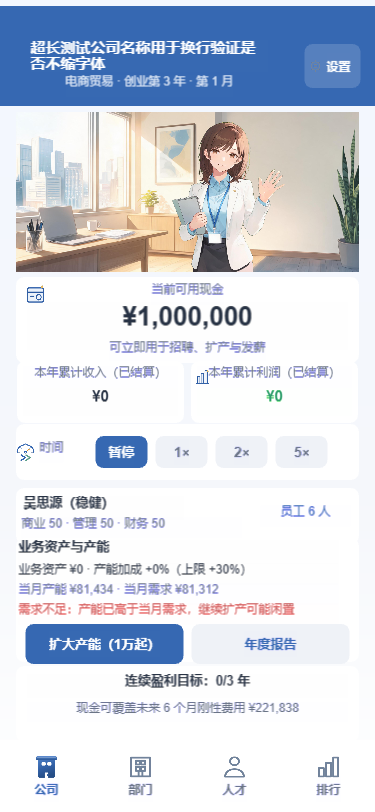 超长测试公司名称用于换行验证是
否不缩字体
电商贸易 · 创业第 3 年 · 第 1 月
设置
当前可用现金
¥1,000,000
可立即用于招聘、扩产与发薪
本年累计收入（已结算）
¥0
本年累计利润（已结算）
¥0
时间
暂停
1×
2×
5×
吴思源（稳健）
商业 50 · 管理 50 · 财务 50
员工 6 人
业务资产与产能
业务资产 ¥0 · 产能加成 +0%（上限 +30%）
当月产能 ¥81,434 · 当月需求 ¥81,312
需求不足：产能已高于当月需求，继续扩产可能闲置
扩大产能（1万起）
年度报告
连续盈利目标：0/3 年
现金可覆盖未来 6 个月刚性费用 ¥221,838
公司
部门
人才
排行